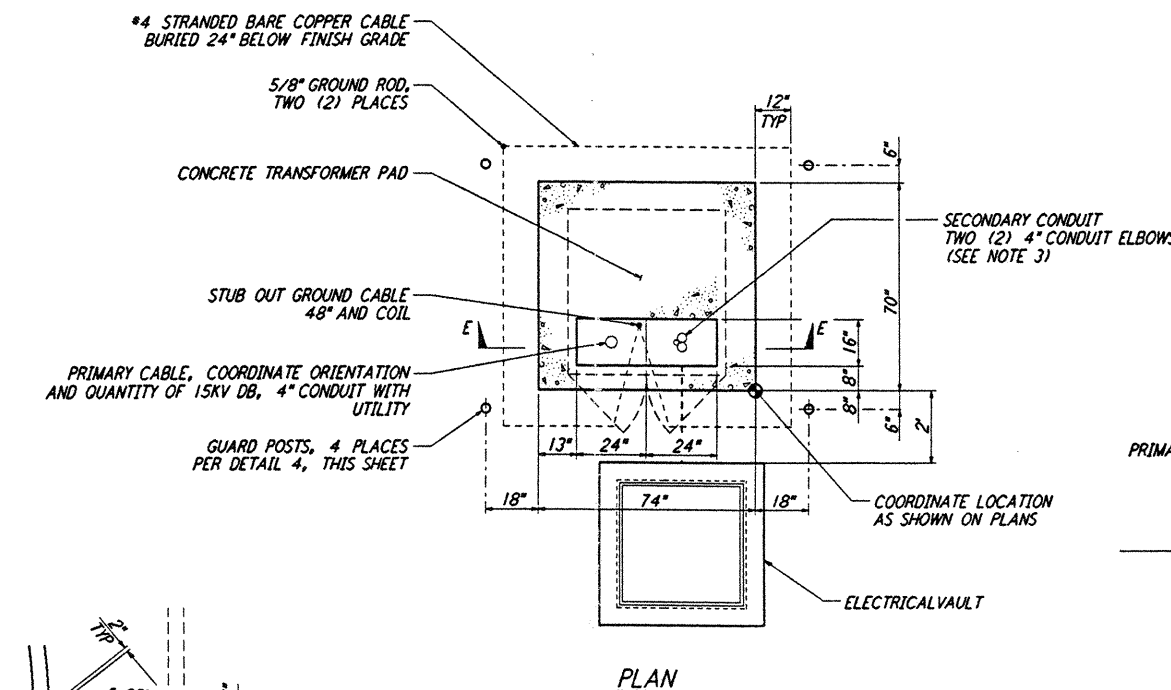 #4 STRANDED BARE COPPER CABLE
BURIED 24" BELOW FINISH GRADE
5/8" GROUND ROD,
TWO (2) PLACES
CONCRETE TRANSFORMER PAD
STUB OUT GROUND CABLE
48" AND COIL
PRIMARY CABLE, COORDINATE ORIENTATION
AND QUANTITY OF 15KV DB, 4" CONDUIT WITH
UTILITY
GUARD POSTS, 4 PLACES
PER DETAIL 4, THIS SHEET
12"
TYP
6"
SECONDARY CONDUIT
TWO (2) 4" CONDUIT ELBOWS
(SEE NOTE 3)
70"
E
E
16"
8"
8"
6"
2'
13"
24"
24"
18"
74"
18"
COORDINATE LOCATION
AS SHOWN ON PLANS
PRIMA
ELECTRICAL VAULT
2"
TYP
PLAN